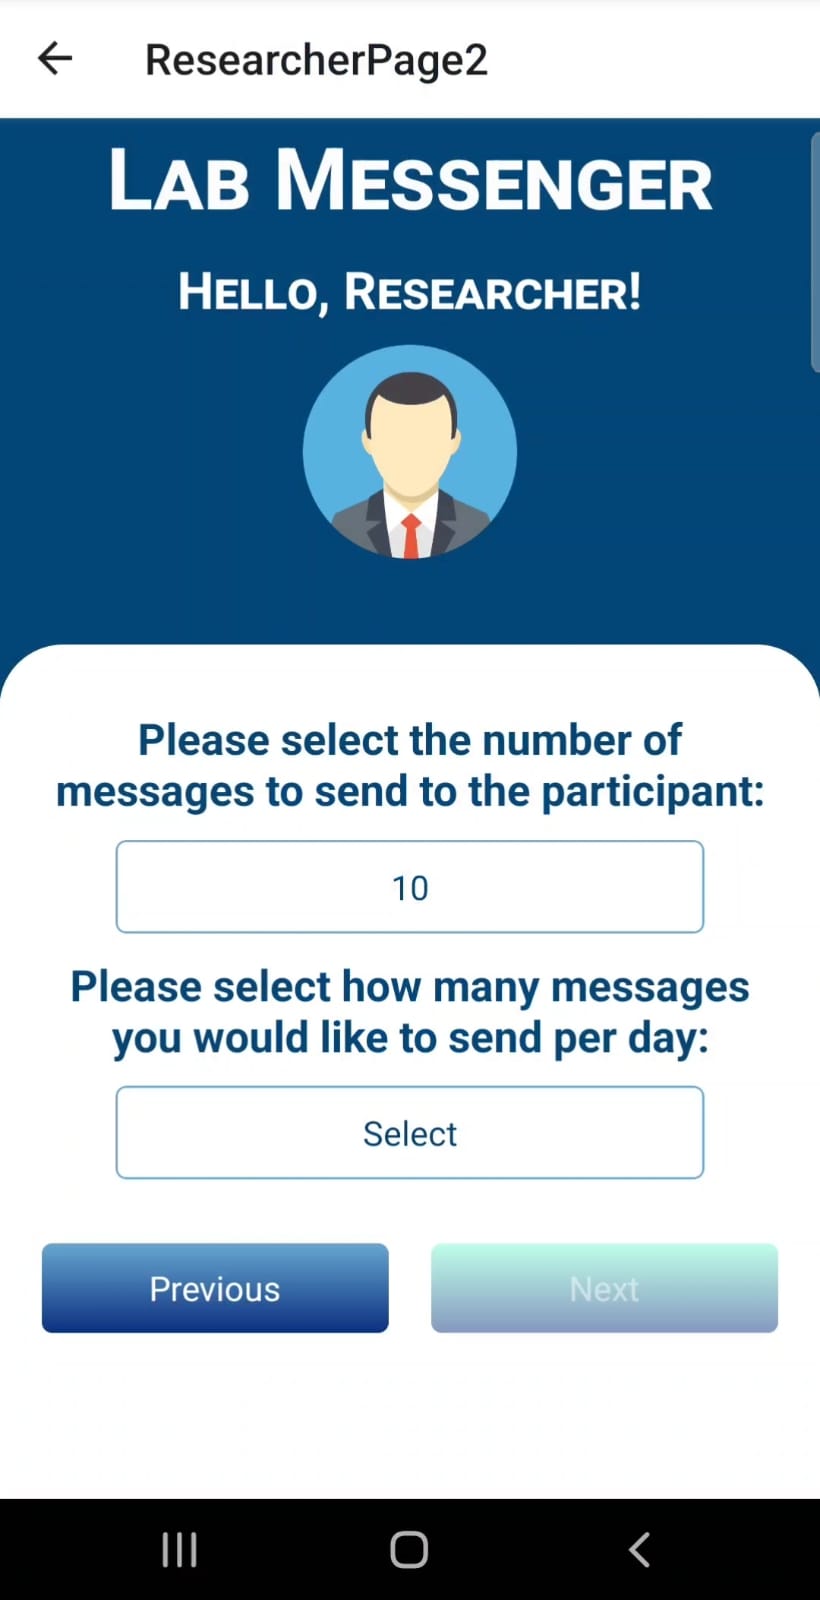 ResearcherPage2
LAB MESSENGER
HELLO, RESEARCHER!
Please select the number of
messages to send to the participant:
10
Please select how many messages
you would like to send per day:
Select
Previous
Next